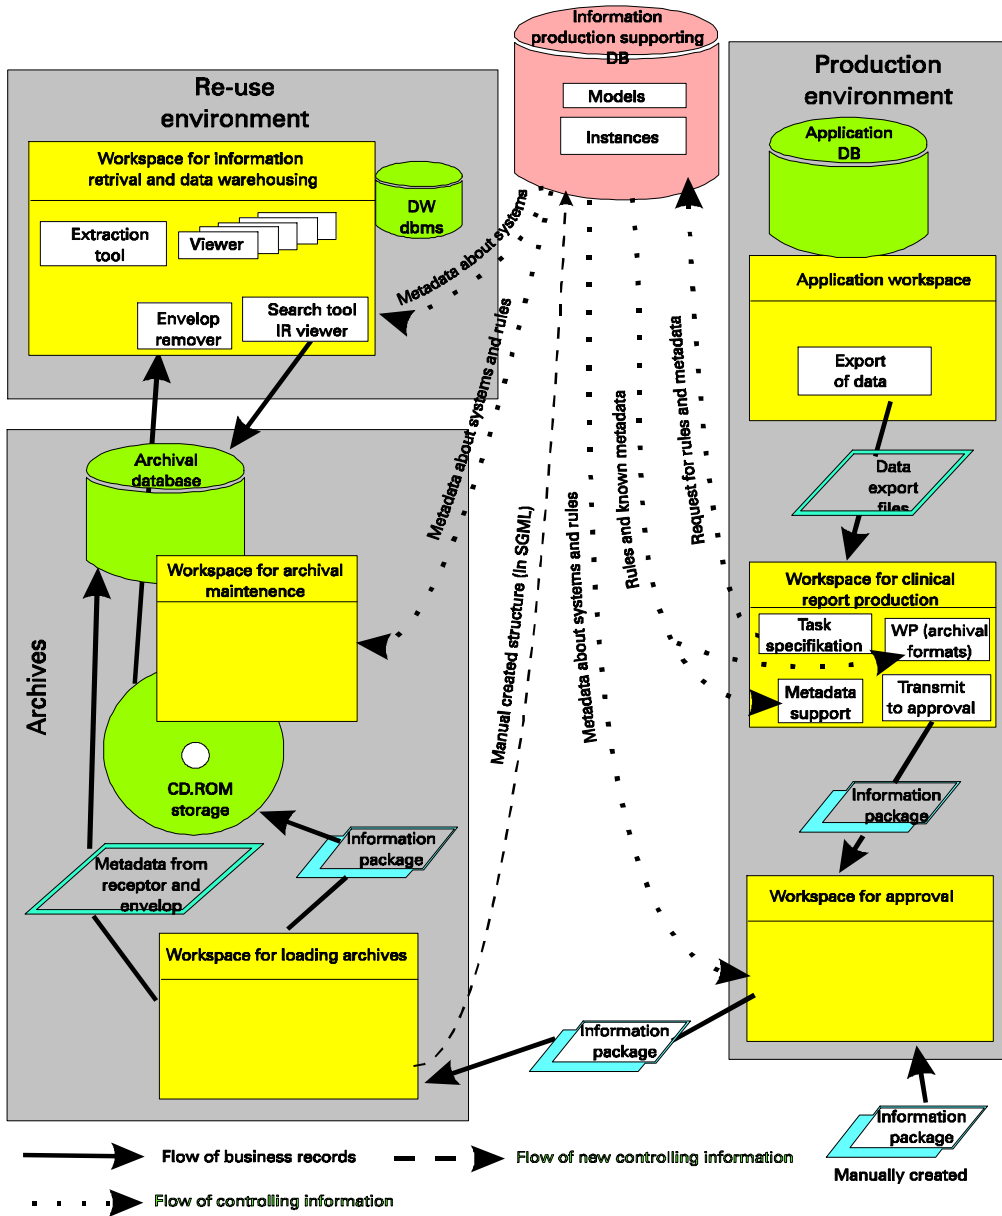 Information
production supporting
DB
Models
Instances
Re-use
environment
Workspace for information
retrival and data warehousing
Extraction
tool
Viewer
DW
dbms
Envelop
remover
Search tool
IR viewer
Production
environment
Application
DB
Application workspace
Export
of data
Data
export
files
Workspace for clinical
report production
Task
specifikation
WP (archival
formats)
Metadata
support
Transmit
to approval
Information
package
Workspace for approval
Information
package
Manually created
Archives
Archival
database
Workspace for archival
maintenence
CD.ROM
storage
Information
package
Metadata from
receptor and
envelop
Workspace for loading archives
Information
package
Metadata about systems
Metadata about systems and rules
Manual created structure (in SGML)
Metadata about systems and rules
Rules and known metadata
Request for rules and metadata
Flow of business records
Flow of new controlling information
Flow of controlling information